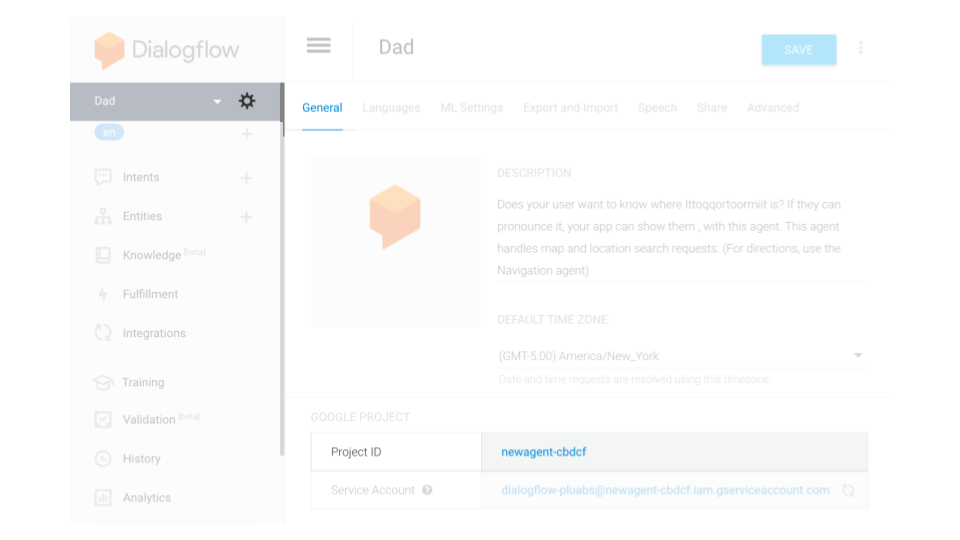 Dialogflow
Dad
SAVE
Dad
en
Intents
Entities
Knowledge [beta]
Fulfillment
Integrations
Training
Validation [beta]
History
Analytics
General Languages ML Settings Export and Import Speech Share Advanced
DESCRIPTION
Does your user want to know where Ittoqqortoormiit is? If they can
pronounce it, your app can show them , with this agent. This agent
handles map and location search requests. (For directions, use the
Navigation agent)
DEFAULT TIME ZONE
(GMT-5:00) America/New_York
Date and time requests are resolved using this timezone.
GOOGLE PROJECT
Project ID newagent-cbdcf
Service Account ? dialogflow-pluabs@newagent-cbdcf.iam.gserviceaccount.com